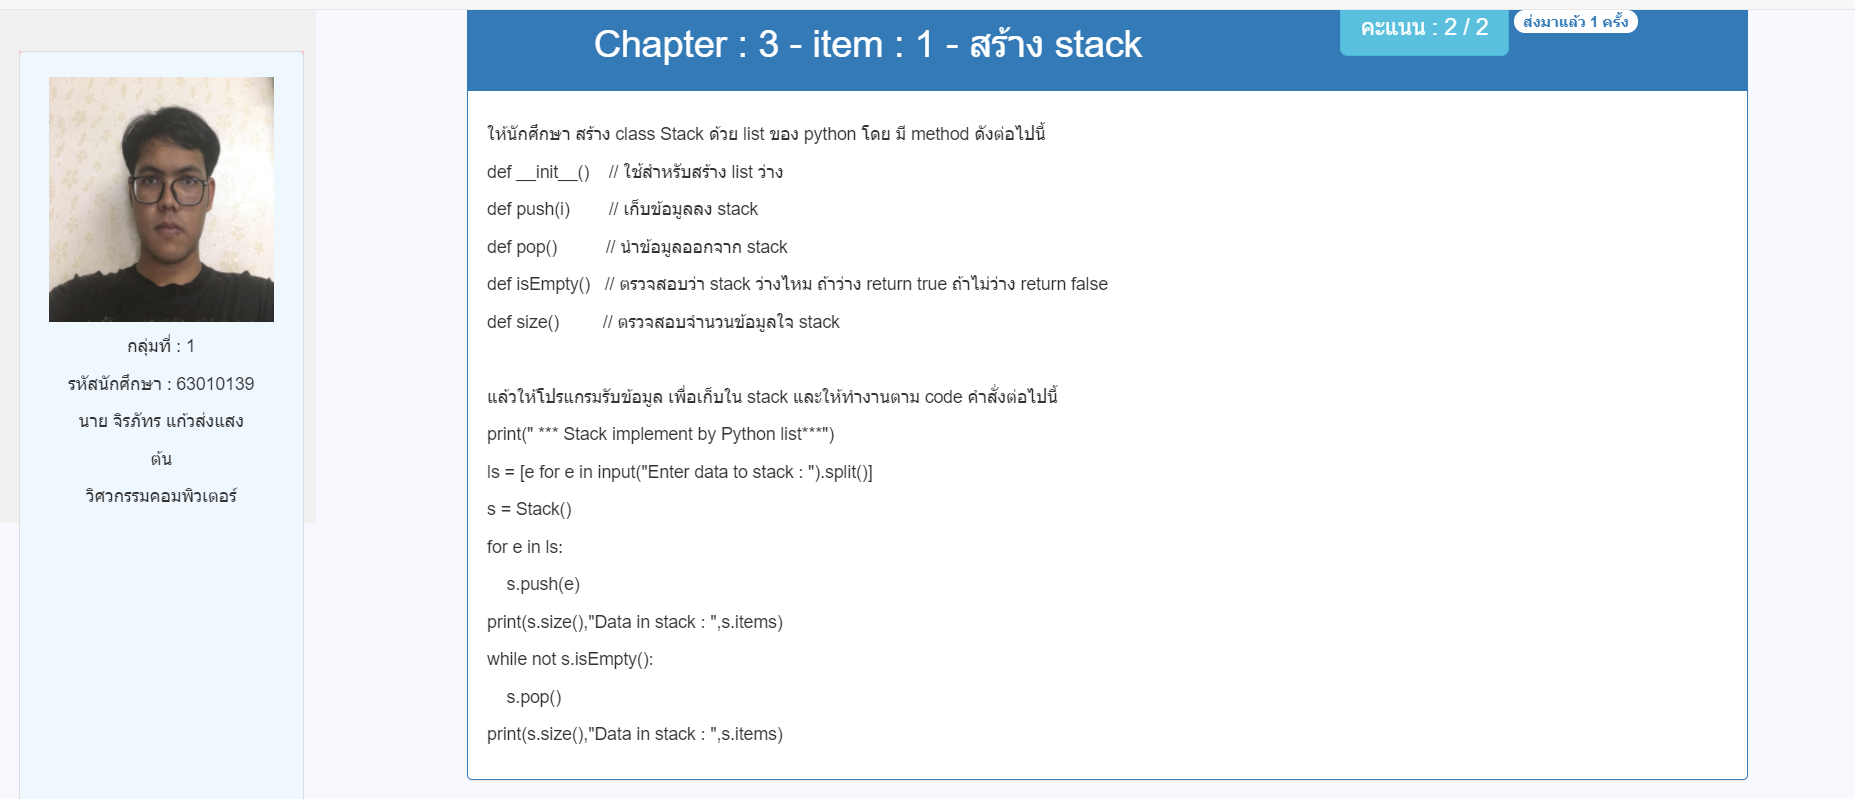 Chapter : 3 - item : 1 - สร้าง stack
คะแนน : 2 / 2
ส่งมาแล้ว 1 ครั้ง
กลุ่มที่ : 1
รหัสนักศึกษา : 63010139
นาย จิรภัทร แก้วส่งแสง
ต้น
วิศวกรรมคอมพิวเตอร์
ให้นักศึกษา สร้าง class Stack ด้วย list ของ python โดย มี method ดังต่อไปนี้
def __init__() // ใช้สำหรับสร้าง list ว่าง
def push(i) // เก็บข้อมูลลง stack
def pop() // นำข้อมูลออกจาก stack
def isEmpty() // ตรวจสอบว่า stack ว่างไหม ถ้าว่าง return true ถ้าไม่ว่าง return false
def size() // ตรวจสอบจำนวนข้อมูลใจ stack
แล้วให้โปรแกรมรับข้อมูล เพื่อเก็บใน stack และให้ทำงานตาม code คำสั่งต่อไปนี้
print(" *** Stack implement by Python list***")
ls = [e for e in input("Enter data to stack : ").split()]
s = Stack()
for e in ls:
s.push(e)
print(s.size(),"Data in stack : ",s.items)
while not s.isEmpty():
s.pop()
print(s.size(),"Data in stack : ",s.items)